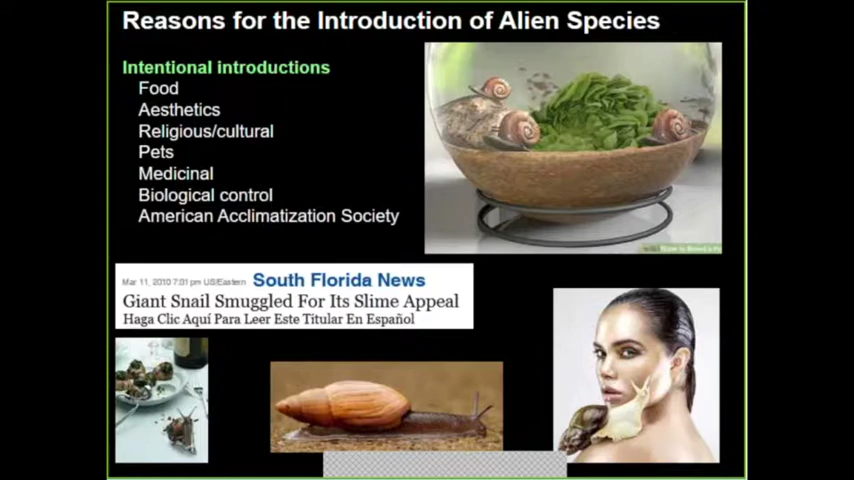 Reasons for the Introduction of Alien Species
Intentional introductions
Food
Aesthetics
Religious/cultural
Pets
Medicinal
Biological control
American Acclimatization Society
Mar 11, 2010 7:01 pm US/Eastern South Florida News
Giant Snail Smuggled For Its Slime Appeal
Haga Clic Aquí Para Leer Este Titular En Español